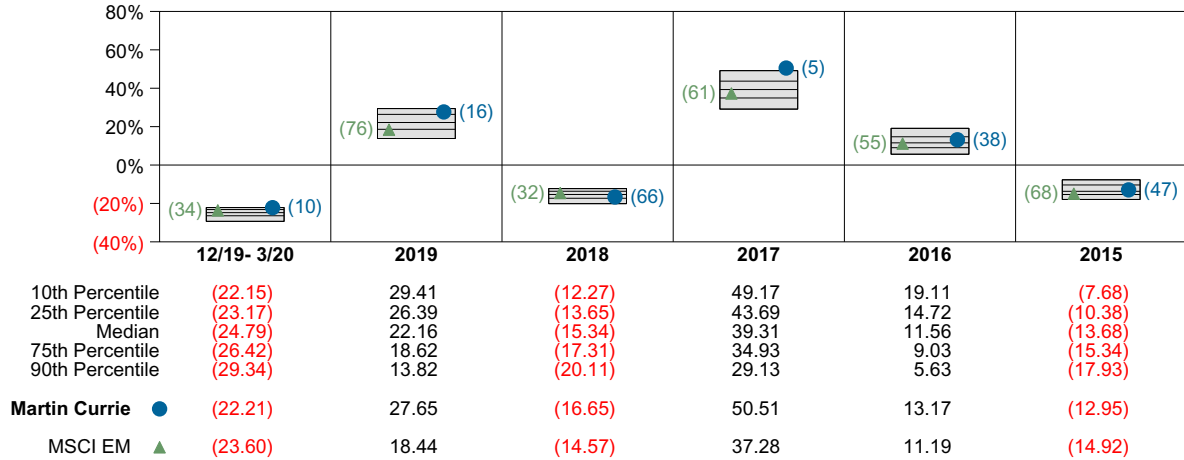 80%
60%
40%
20%
0%
(20%)
(40%)
(34) (10)
(76) (16)
(32) (66)
(61) (5)
(55) (38)
(68) (47)
12/19- 3/20 2019 2018 2017 2016 2015
10th Percentile (22.15) 29.41 (12.27) 49.17 19.11 (7.68)
25th Percentile (23.17) 26.39 (13.65) 43.69 14.72 (10.38)
Median (24.79) 22.16 (15.34) 39.31 11.56 (13.68)
75th Percentile (26.42) 18.62 (17.31) 34.93 9.03 (15.34)
90th Percentile (29.34) 13.82 (20.11) 29.13 5.63 (17.93)
Martin Currie (22.21) 27.65 (16.65) 50.51 13.17 (12.95)
MSCI EM (23.60) 18.44 (14.57) 37.28 11.19 (14.92)